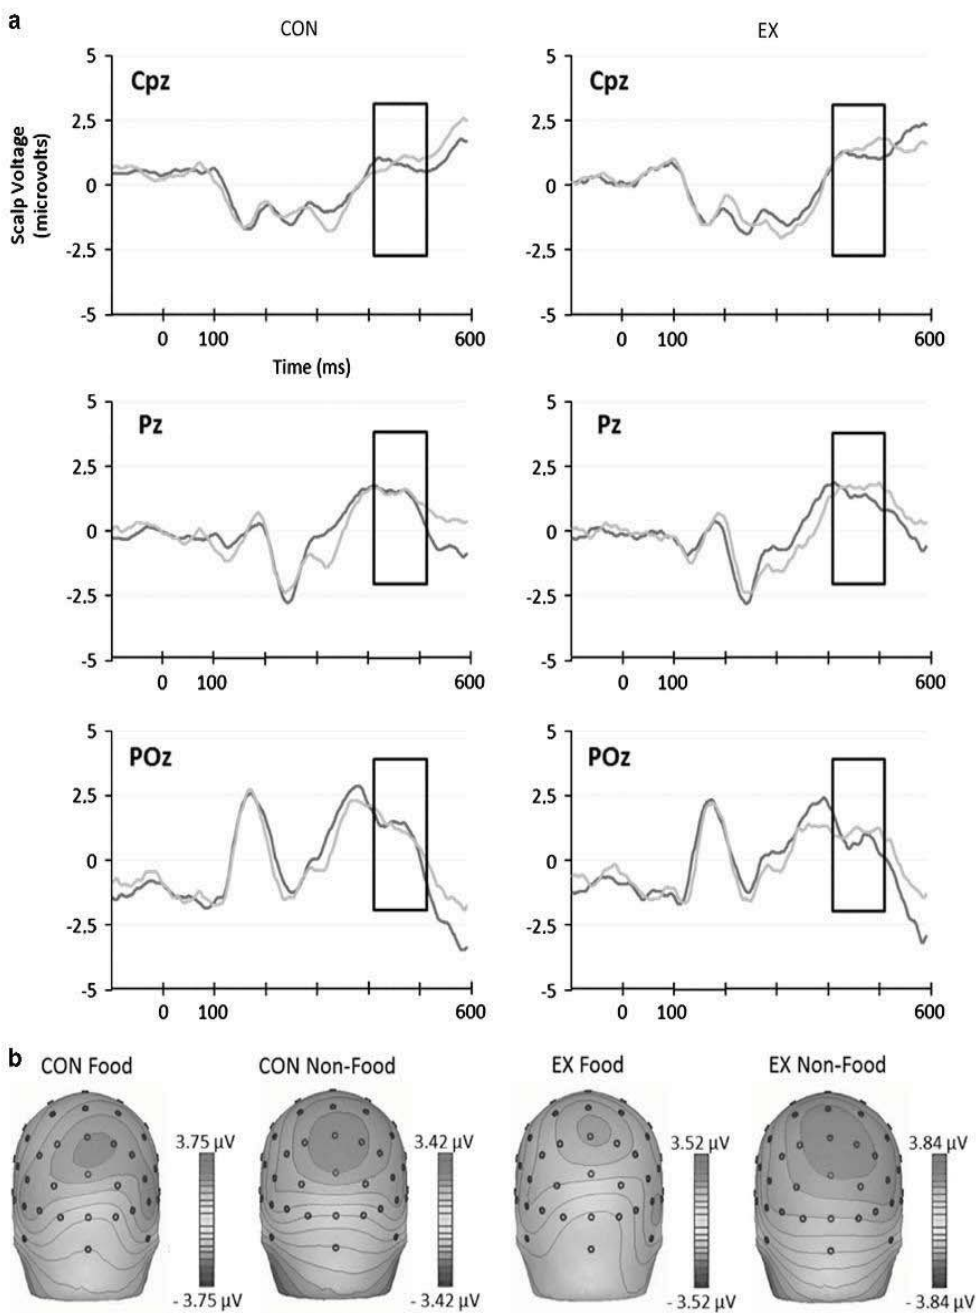 a
CON EX
Cpz Cpz
Scalp Voltage
(microvolts)
5 5
2.5 2.5
0 0
-2.5 -2.5
-5 -5
0 100 600 0 100 600
Time (ms)
Pz Pz
5 5
2.5 2.5
0 0
-2.5 -2.5
-5 -5
0 100 600 0 100 600
POz POz
5 5
2.5 2.5
0 0
-2.5 -2.5
-5 -5
0 100 600 0 100 600
b
CON Food CON Non-Food EX Food EX Non-Food
3.75 µV 3.42 µV 3.52 µV 3.84 µV
- 3.75 µV - 3.42 µV - 3.52 µV - 3.84 µV